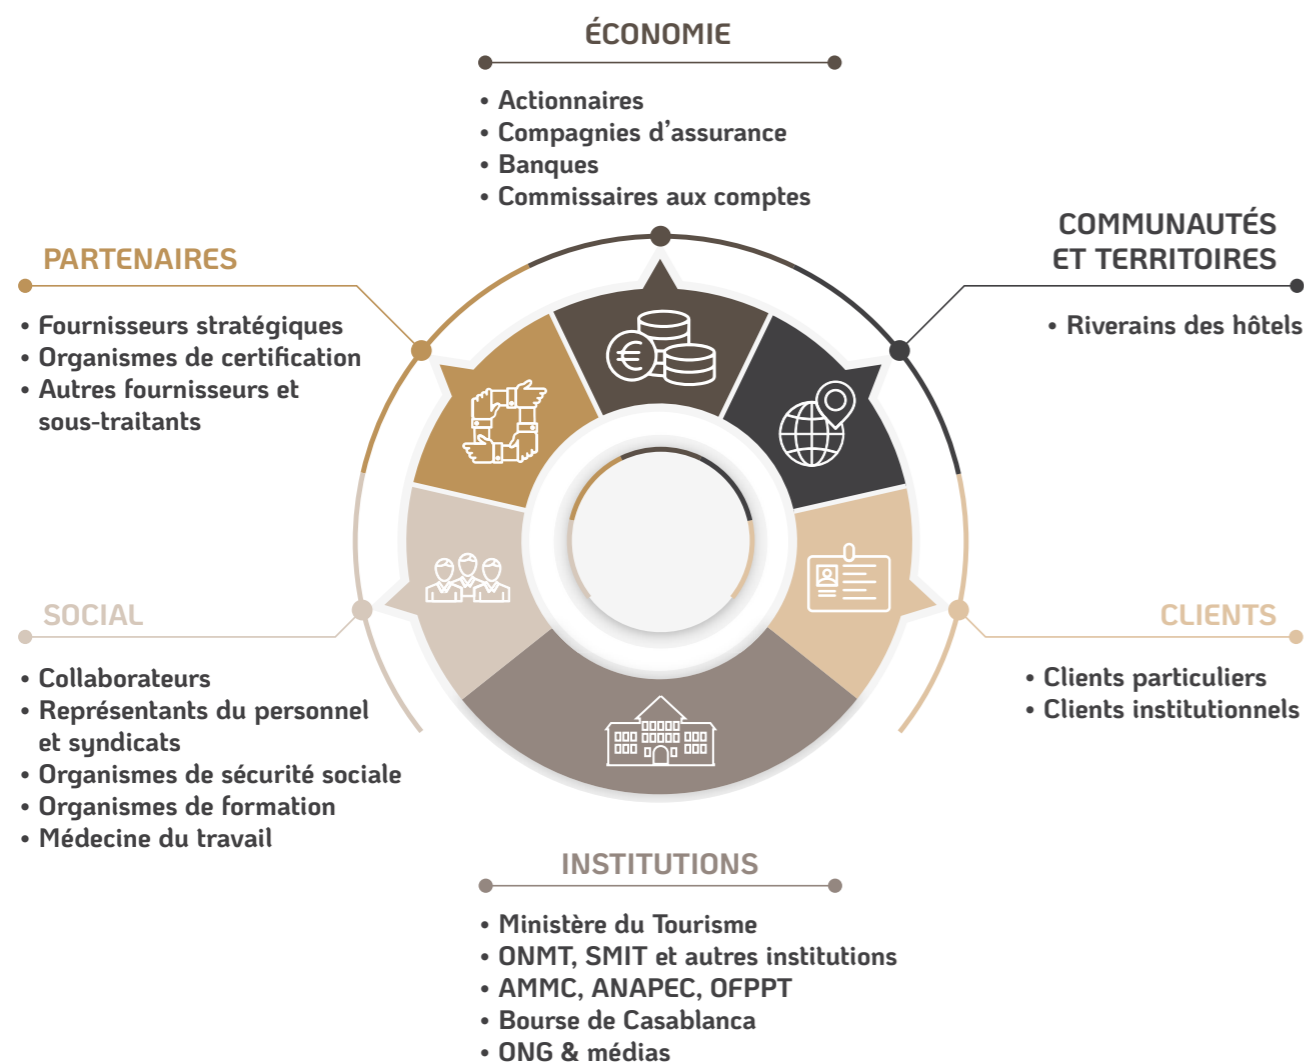 ÉCONOMIE
• Actionnaires
• Compagnies d’assurance
• Banques
• Commissaires aux comptes
COMMUNAUTÉS
ET TERRITOIRES
• Riverains des hôtels
PARTENAIRES
• Fournisseurs stratégiques
• Organismes de certification
• Autres fournisseurs et
sous-traitants
€
SOCIAL
• Collaborateurs
• Représentants du personnel
et syndicats
• Organismes de sécurité sociale
• Organismes de formation
• Médecine du travail
CLIENTS
• Clients particuliers
• Clients institutionnels
INSTITUTIONS
• Ministère du Tourisme
• ONMT, SMIT et autres institutions
• AMMC, ANAPEC, OFPPT
• Bourse de Casablanca
• ONG & médias